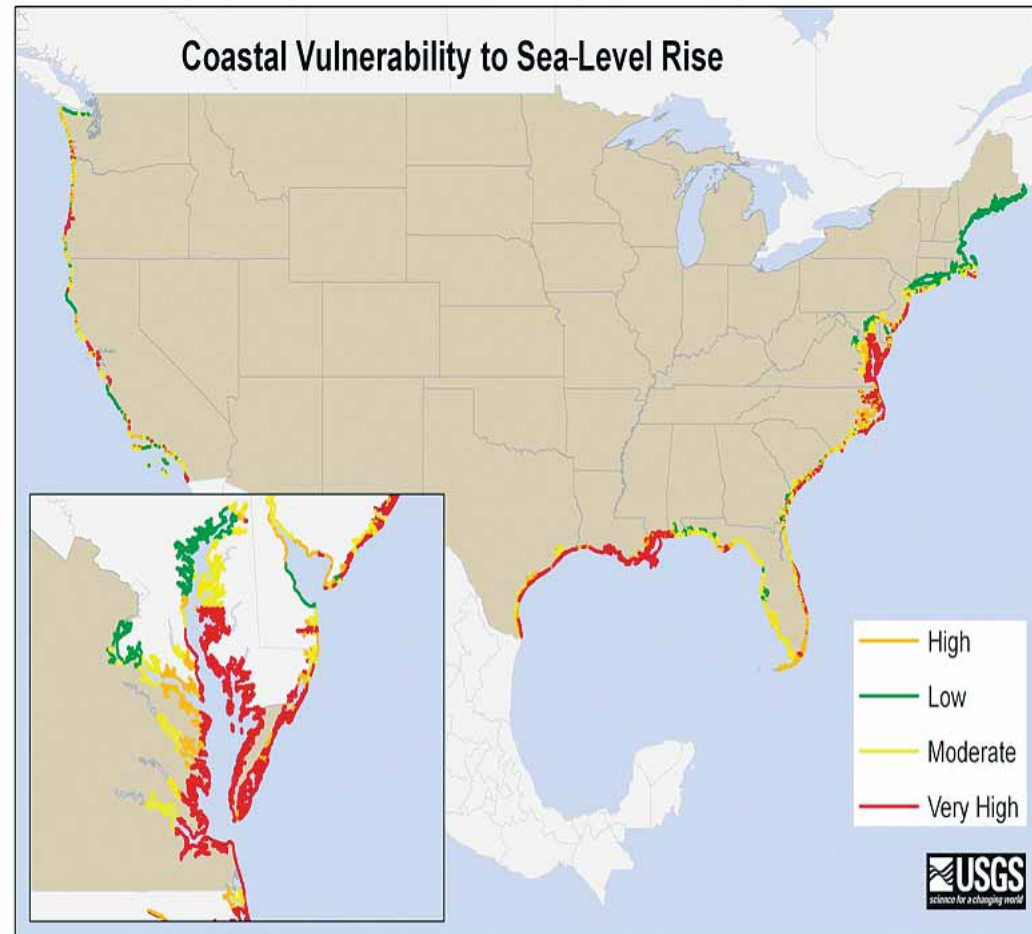 Coastal Vulnerability to Sea-Level Rise
High
Low
Moderate
Very High
USGS
science for a changing world